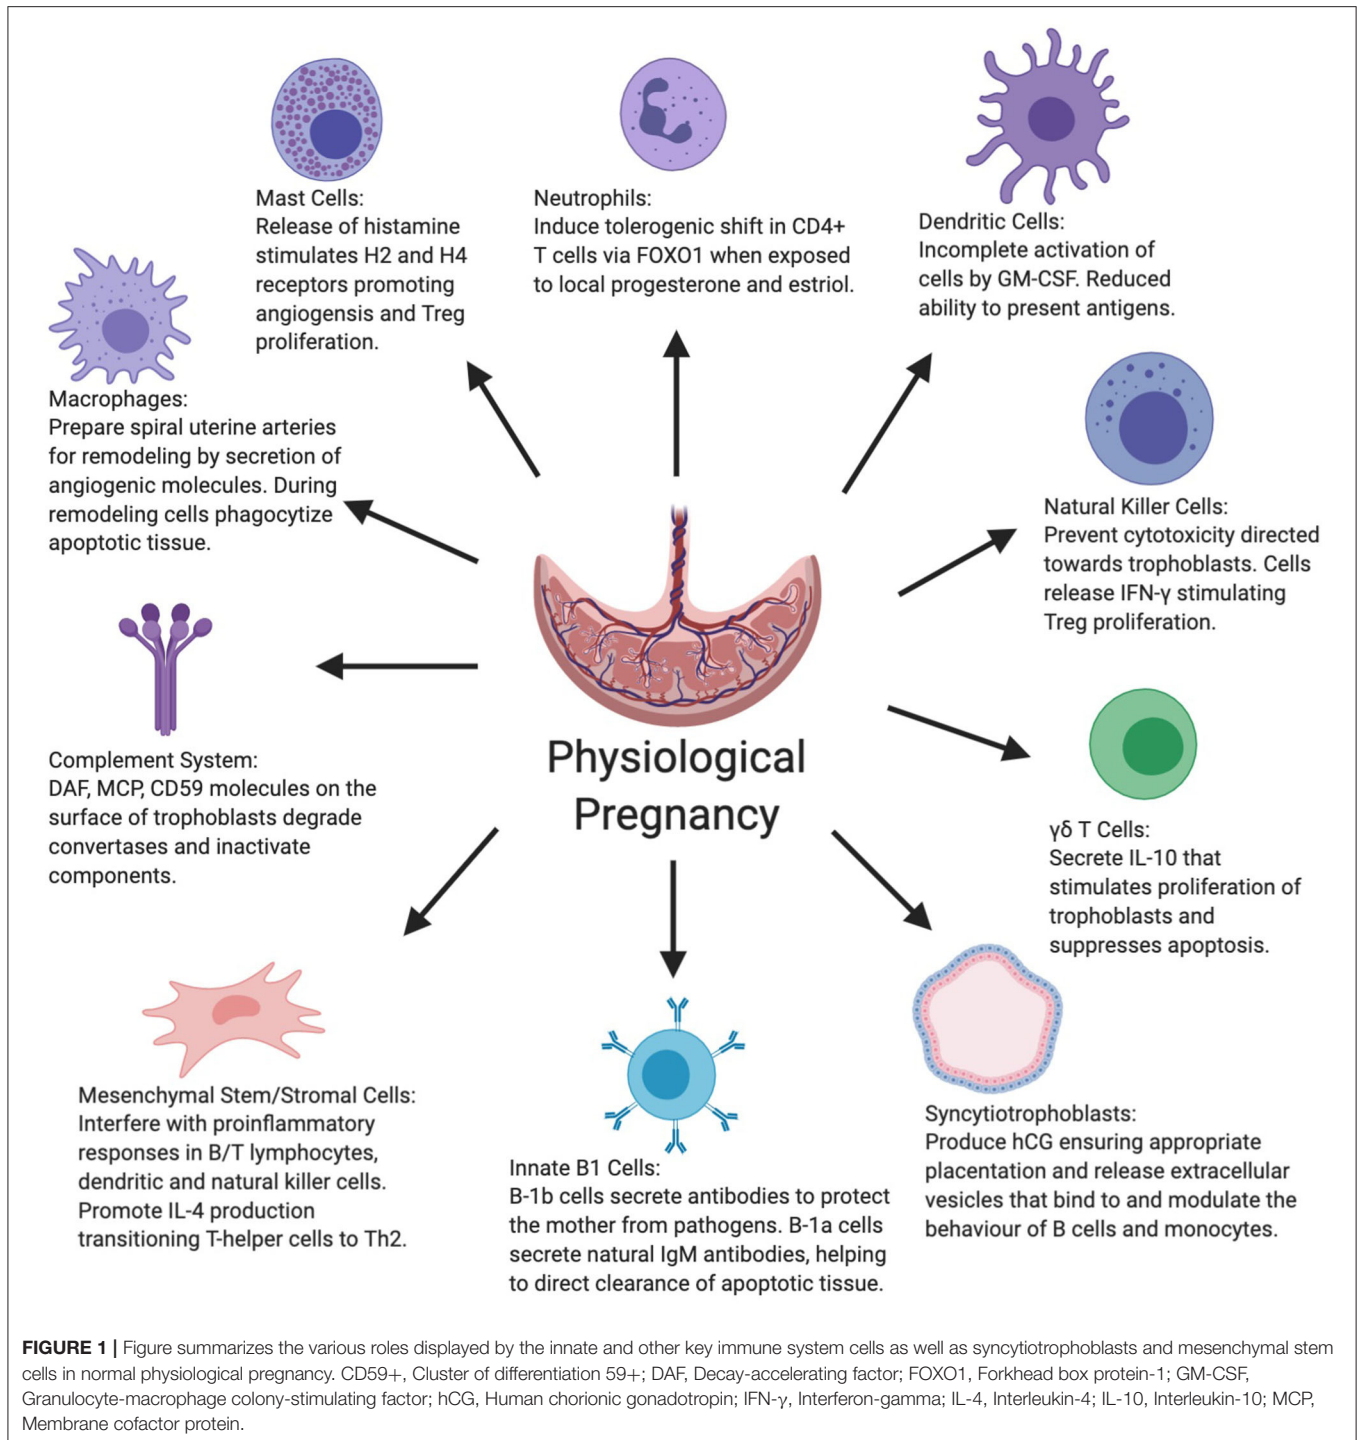 Mast Cells:
Release of histamine
stimulates H2 and H4
receptors promoting
angiogensis and Treg
proliferation.
Neutrophils:
Induce tolerogenic shift in CD4+
T cells via FOXO1 when exposed
to local progesterone and estriol.
Dendritic Cells:
Incomplete activation of
cells by GM-CSF. Reduced
ability to present antigens.
Macrophages:
Prepare spiral uterine arteries
for remodeling by secretion of
angiogenic molecules. During
remodeling cells phagocytize
apoptotic tissue.
Natural Killer Cells:
Prevent cytotoxicity directed
towards trophoblasts. Cells
release IFN-γ stimulating
Treg proliferation.
Complement System:
DAF, MCP, CD59 molecules on the
surface of trophoblasts degrade
convertases and inactivate
components.
Physiological
Pregnancy
γδ T Cells:
Secrete IL-10 that
stimulates proliferation of
trophoblasts and
suppresses apoptosis.
Mesenchymal Stem/Stromal Cells:
Interfere with proinflammatory
responses in B/T lymphocytes,
dendritic and natural killer cells.
Promote IL-4 production
transitioning T-helper cells to Th2.
Innate B1 Cells:
B-1b cells secrete antibodies to protect
the mother from pathogens. B-1a cells
secrete natural IgM antibodies, helping
to direct clearance of apoptotic tissue.
Syncytiotrophoblasts:
Produce hCG ensuring appropriate
placentation and release extracellular
vesicles that bind to and modulate the
behaviour of B cells and monocytes.
FIGURE 1 | Figure summarizes the various roles displayed by the innate and other key immune system cells as well as syncytiotrophoblasts and mesenchymal stem
cells in normal physiological pregnancy. CD59+, Cluster of differentiation 59+; DAF, Decay-accelerating factor; FOXO1, Forkhead box protein-1; GM-CSF,
Granulocyte-macrophage colony-stimulating factor; hCG, Human chorionic gonadotropin; IFN-γ, Interferon-gamma; IL-4, Interleukin-4; IL-10, Interleukin-10; MCP,
Membrane cofactor protein.